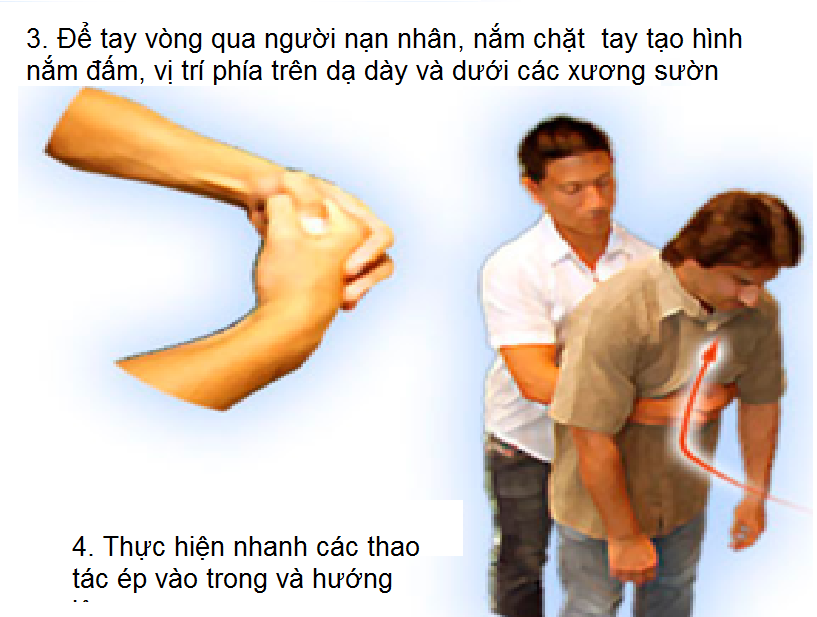 3. Để tay vòng qua người nạn nhân, nắm chặt  tay tạo hình
nắm đấm, vị trí phía trên dạ dày và dưới các xương sườn
4. Thực hiện nhanh các thao
tác ép vào trong và hướng